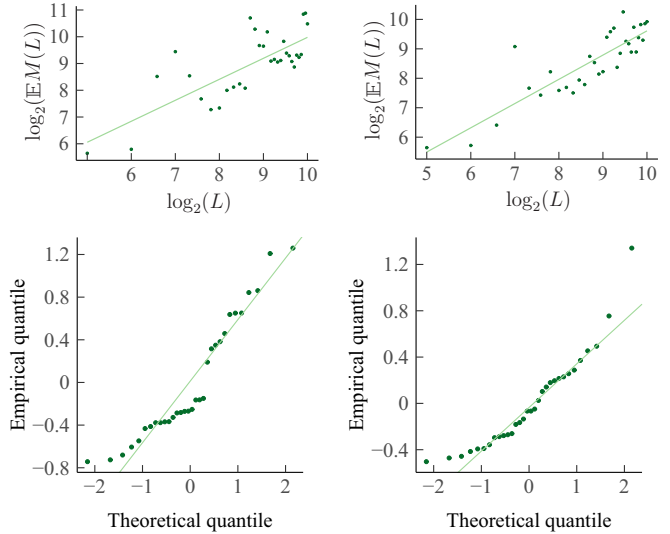 log₂(𝔼M(L))
11
10
9
8
7
6
5 6 7 8 9 10
log₂(L)
log₂(𝔼M(L))
10
9
8
7
6
5 6 7 8 9 10
log₂(L)
Empirical quantile
1.2
0.8
0.4
0
−0.4
−0.8
−2 −1 0 1 2
Theoretical quantile
Empirical quantile
1.2
0.8
0.4
0
−0.4
−2 −1 0 1 2
Theoretical quantile